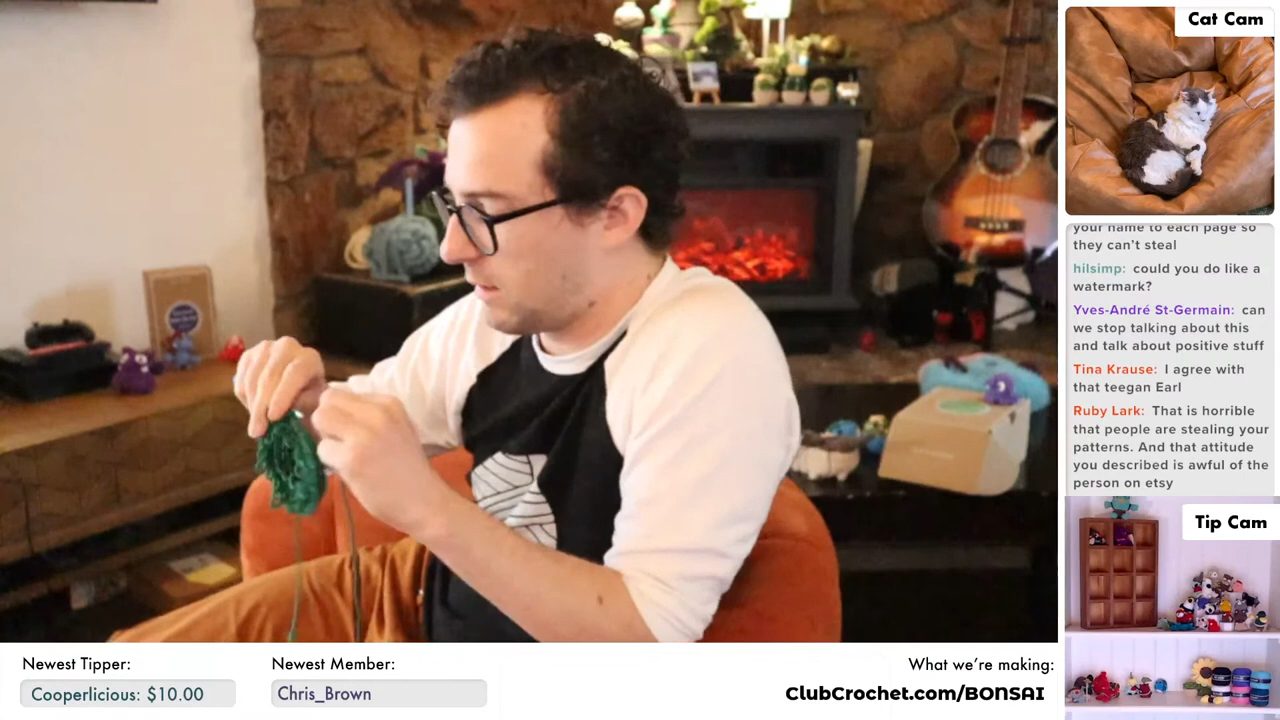 Cat Cam
your name to each page so
they can't steal
hilsimp: could you do like a
watermark?
Yves-André St-Germain: can
we stop talking about this
and talk about positive stuff
Tina Krause: I agree with
that teegan Earl
Ruby Lark: That is horrible
that people are stealing your
patterns. And that attitude
you described is awful of the
person on etsy
Tip Cam
Newest Tipper:
Cooperlicious: $10.00
Newest Member:
Chris_Brown
What we're making:
ClubCrochet.com/BONSAI